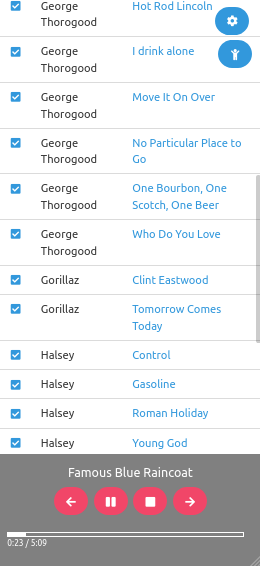 George Hot Rod Lincoln
Thorogood
George I drink alone
Thorogood
George Move It On Over
Thorogood
George No Particular Place to
Thorogood Go
George One Bourbon, One
Thorogood Scotch, One Beer
George Who Do You Love
Thorogood
Gorillaz Clint Eastwood
Gorillaz Tomorrow Comes
Today
Halsey Control
Halsey Gasoline
Halsey Roman Holiday
Halsey Young God
Famous Blue Raincoat
0:23 / 5:09